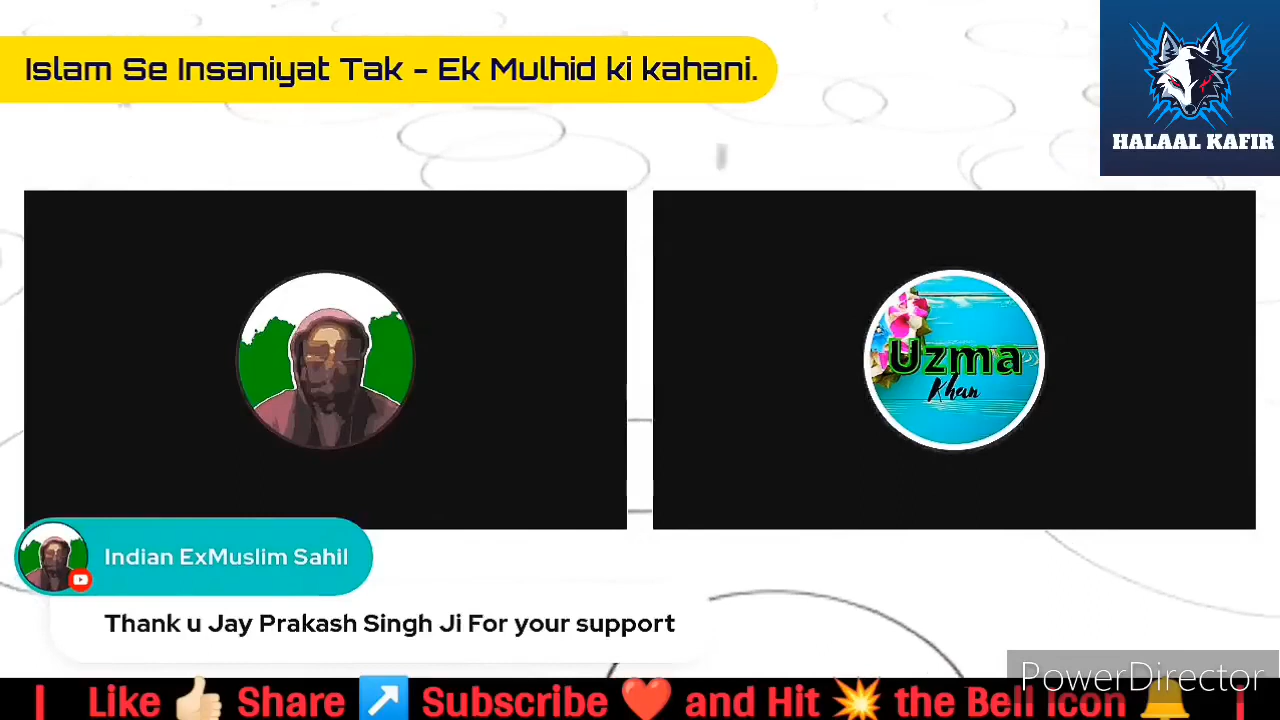 Islam Se Insaniyat Tak - Ek Mulhid ki kahani.
HALAAL KAFIR
Uzma
Khan
Indian ExMuslim Sahil
Thank u Jay Prakash Singh Ji For your support
PowerDirector
| Like 👍🏻 Share ↗️ Subscribe ❤️ and Hit 💥 the Bell Icon 🔔 |